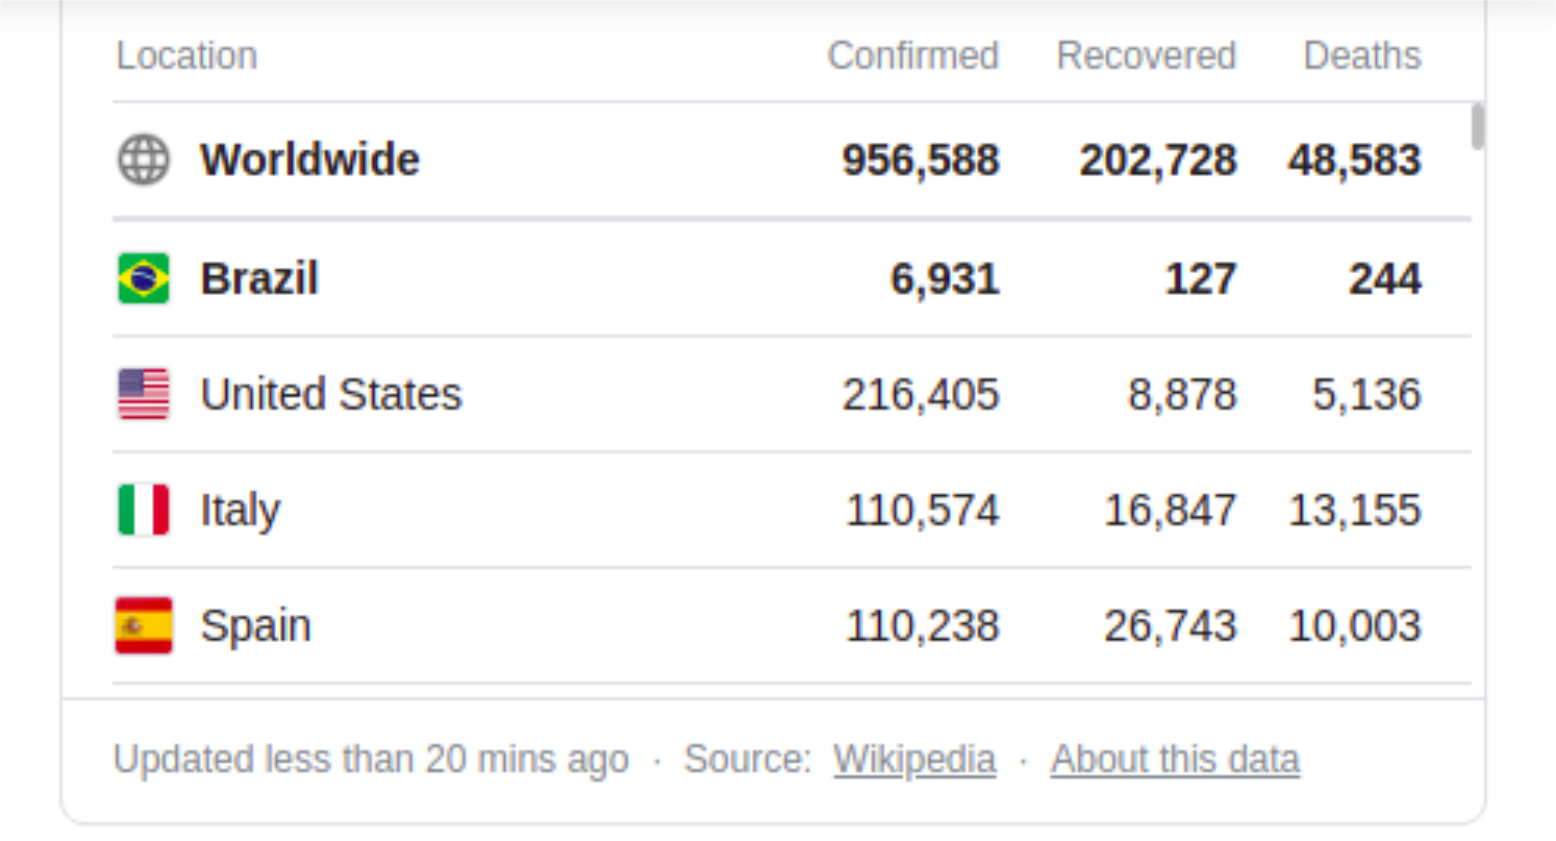 Location Confirmed Recovered Deaths
Worldwide 956,588 202,728 48,583
Brazil 6,931 127 244
United States 216,405 8,878 5,136
Italy 110,574 16,847 13,155
Spain 110,238 26,743 10,003
Updated less than 20 mins ago · Source: Wikipedia · About this data